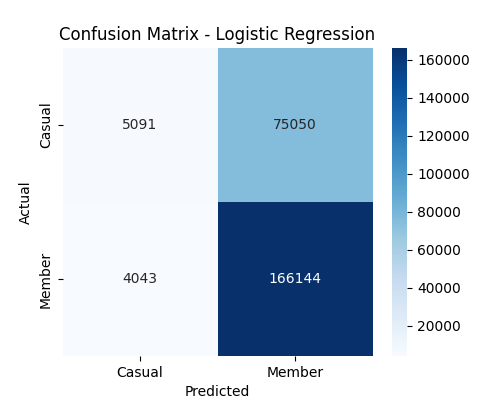 Confusion Matrix - Logistic Regression
Actual
Casual
Member
5091
75050
4043
166144
Casual
Member
Predicted
160000
140000
120000
100000
80000
60000
40000
20000